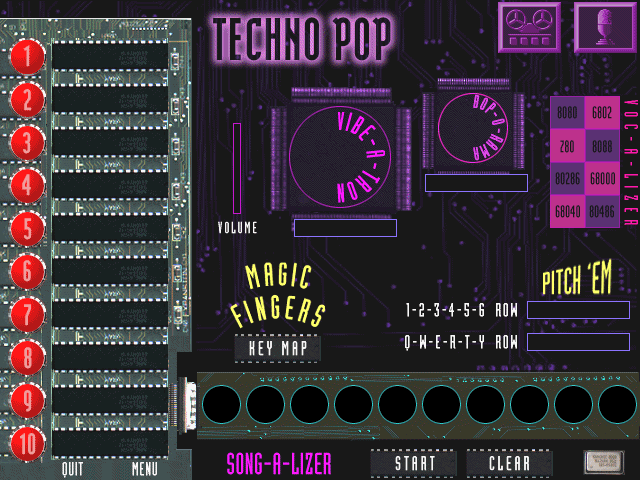 TECHNO POP
1
2
3
4
5
6
7
8
9
10
VIBE-A-TRON
BOP-O-RAMA
VOC-A-LIZER
8080 6802
Z80 8088
80286 68000
68040 80486
VOLUME
MAGIC
FINGERS
KEY MAP
PITCH 'EM
1-2-3-4-5-6 ROW
Q-W-E-R-T-Y ROW
QUIT MENU
SONG-A-LIZER
START
CLEAR